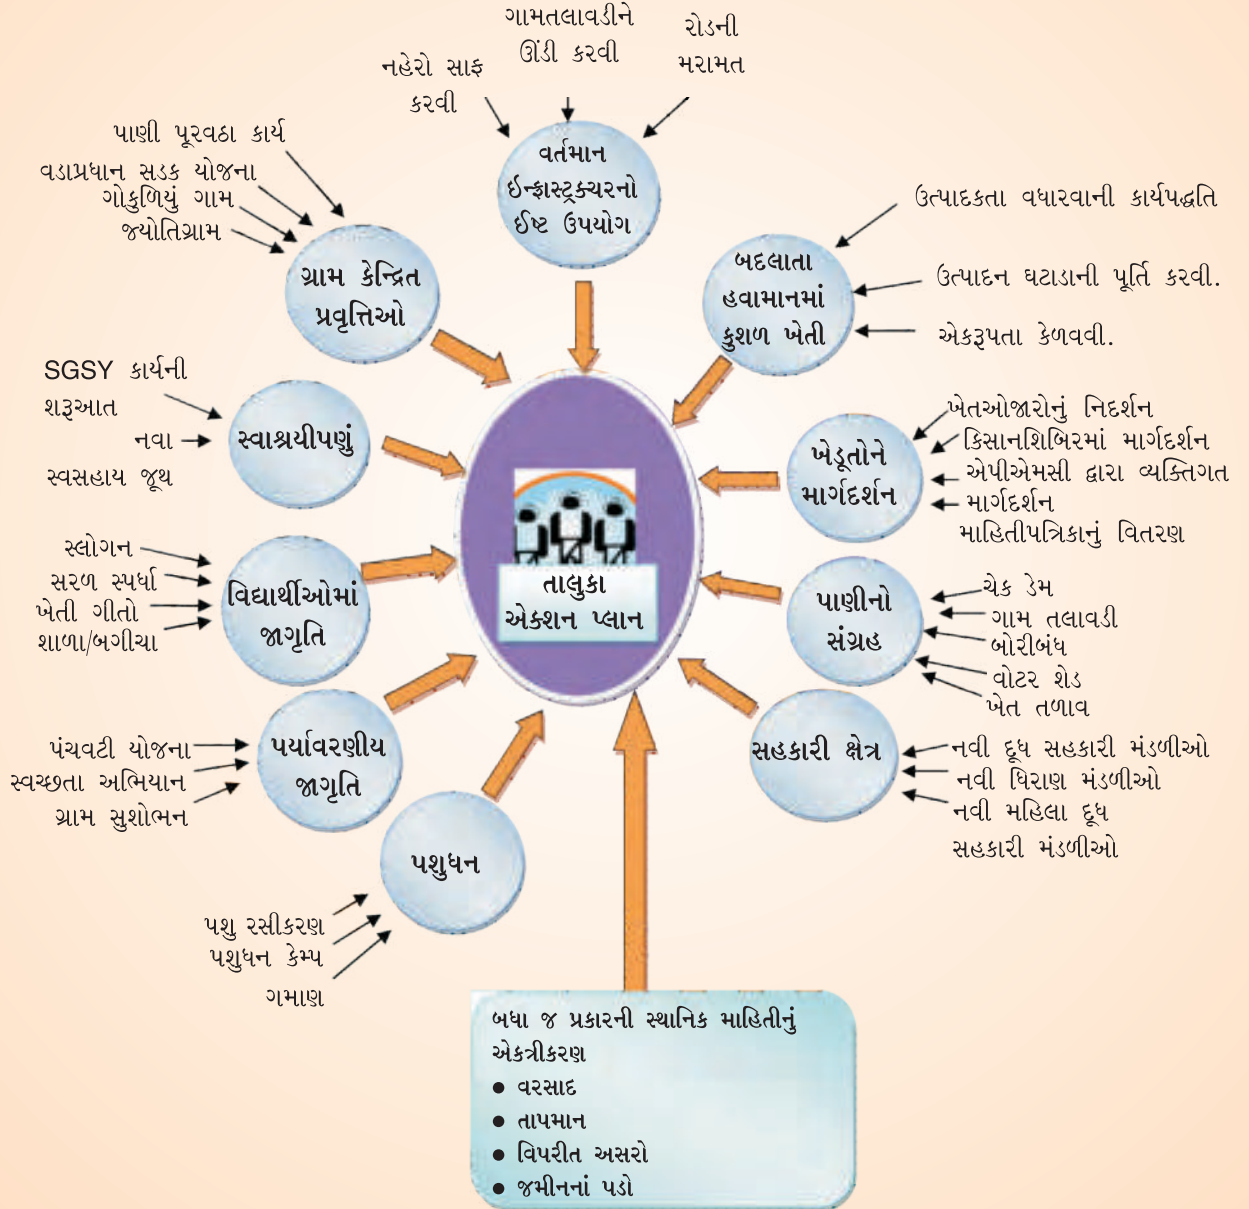 ગામતલાવડીને
ઊંડી કરવી
રોડની
મરામત
નહેરો સાફ
કરવી
વર્તમાન
ઇન્ફ્રાસ્ટ્રક્ચરનો
ઈષ્ટ ઉપયોગ
પાણી પૂરવઠા કાર્ય
વડાપ્રધાન સડક યોજના
ગોકુળિયું ગામ
જ્યોતિગ્રામ
ગ્રામ કેન્દ્રિત
પ્રવૃત્તિઓ
ઉત્પાદકતા વધારવાની કાર્યપદ્ધતિ
ઉત્પાદન ઘટાડાની પૂર્તિ કરવી.
એકરૂપતા કેળવવી.
બદલાતા
હવામાનમાં
કુશળ ખેતી
SGSY કાર્યની
શરૂઆત
નવા
સ્વસહાય જૂથ
સ્વાશ્રયીપણું
ખેડૂતોને
માર્ગદર્શન
ખેતઓજારોનું નિદર્શન
કિસાનશિબિરમાં માર્ગદર્શન
એપીએમસી દ્વારા વ્યક્તિગત
માર્ગદર્શન
માહિતીપત્રિકાનું વિતરણ
સ્લોગન
સરળ સ્પર્ધા
ખેતી ગીતો
શાળા/બગીચા
વિદ્યાર્થીઓમાં
જાગૃતિ
તાલુકા
એક્શન પ્લાન
પાણીનો
સંગ્રહ
ચેક ડેમ
ગામ તલાવડી
બોરીબંધ
વોટર શેડ
ખેત તળાવ
પંચવટી યોજના
સ્વચ્છતા અભિયાન
ગ્રામ સુશોભન
પર્યાવરણીય
જાગૃતિ
સહકારી ક્ષેત્ર
નવી દૂધ સહકારી મંડળીઓ
નવી ધિરાણ મંડળીઓ
નવી મહિલા દૂધ
સહકારી મંડળીઓ
પશુધન
પશુ રસીકરણ
પશુધન કેમ્પ
ગમાણ
બધા જ પ્રકારની સ્થાનિક માહિતીનું
એકત્રીકરણ
• વરસાદ
• તાપમાન
• વિપરીત અસરો
• જમીનનાં પડો